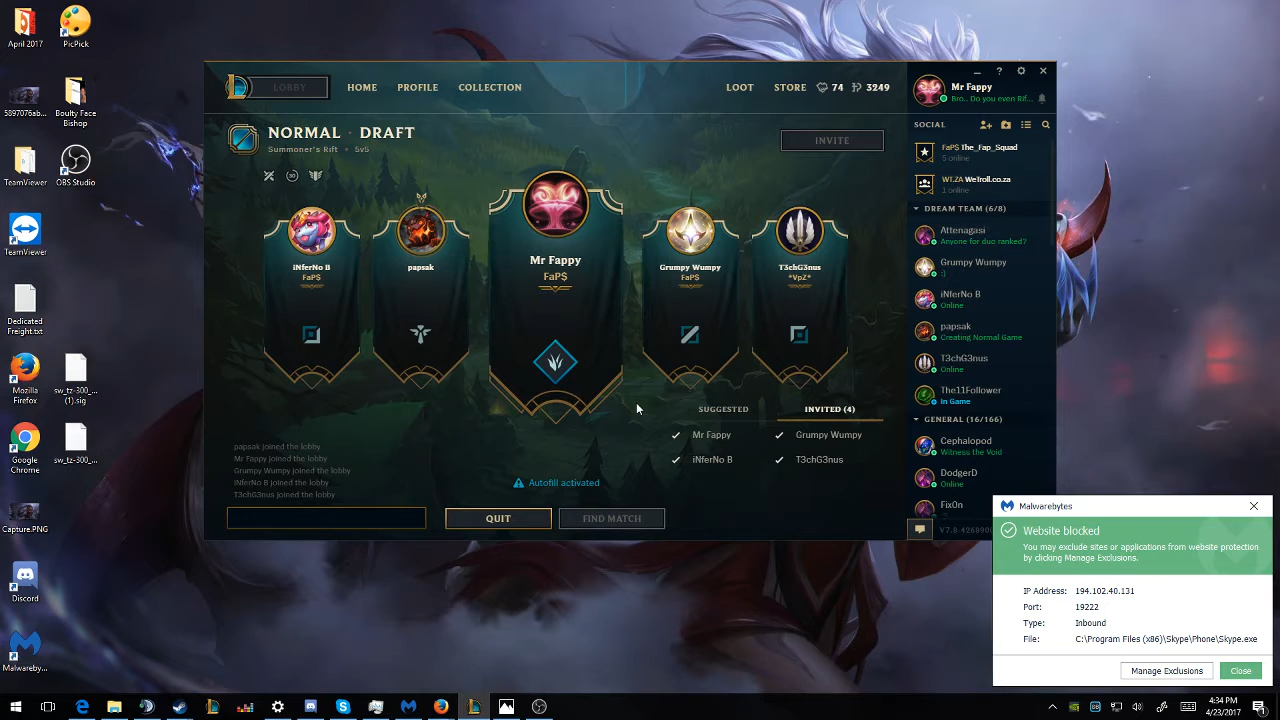 April 2017
PicPick
5897076ab...
Boulty Face
Bishop
TeamViewer
OBS Studio
TeamViewer
Dedicated
Freight.txt
Mozilla
Firefox
sw_tz-300_...
(1).sig
Google
Chrome
sw_tz-300_...
Capture.PNG
Discord
Malwareby...
LOBBY
HOME
PROFILE
COLLECTION
LOOT
STORE
74
3249
NORMAL · DRAFT
Summoner's Rift • 5v5
30
INVITE
iNferNo B
FaP$
papsak
Mr Fappy
FaP$
Grumpy Wumpy
FaP$
T3chG3nus
*VpZ*
SUGGESTED
INVITED (4)
Mr Fappy
Grumpy Wumpy
iNferNo B
T3chG3nus
papsak joined the lobby
Mr Fappy joined the lobby
Grumpy Wumpy joined the lobby
iNferNo B joined the lobby
T3chG3nus joined the lobby
Autofill activated
QUIT
FIND MATCH
?
Mr Fappy
Bro.. Do you even Rif...
SOCIAL
FaP$ The_Fap_Squad
5 online
WT.ZA WeTroll.co.za
1 online
DREAM TEAM (6/8)
Attenagasi
Anyone for duo ranked?
Grumpy Wumpy
:)
iNferNo B
Online
papsak
Creating Normal Game
T3chG3nus
Online
The11Follower
In Game
GENERAL (16/166)
Cephalopod
Witness the Void
DodgerD
Online
Fix0n
Malwarebytes
Website blocked
You may exclude sites or applications from website protection
by clicking Manage Exclusions.
IP Address: 194.102.40.131
Port: 19222
Type: Inbound
File: C:\Program Files (x86)\Skype\Phone\Skype.exe
Manage Exclusions
Close
4:34 PM
4/23/2017